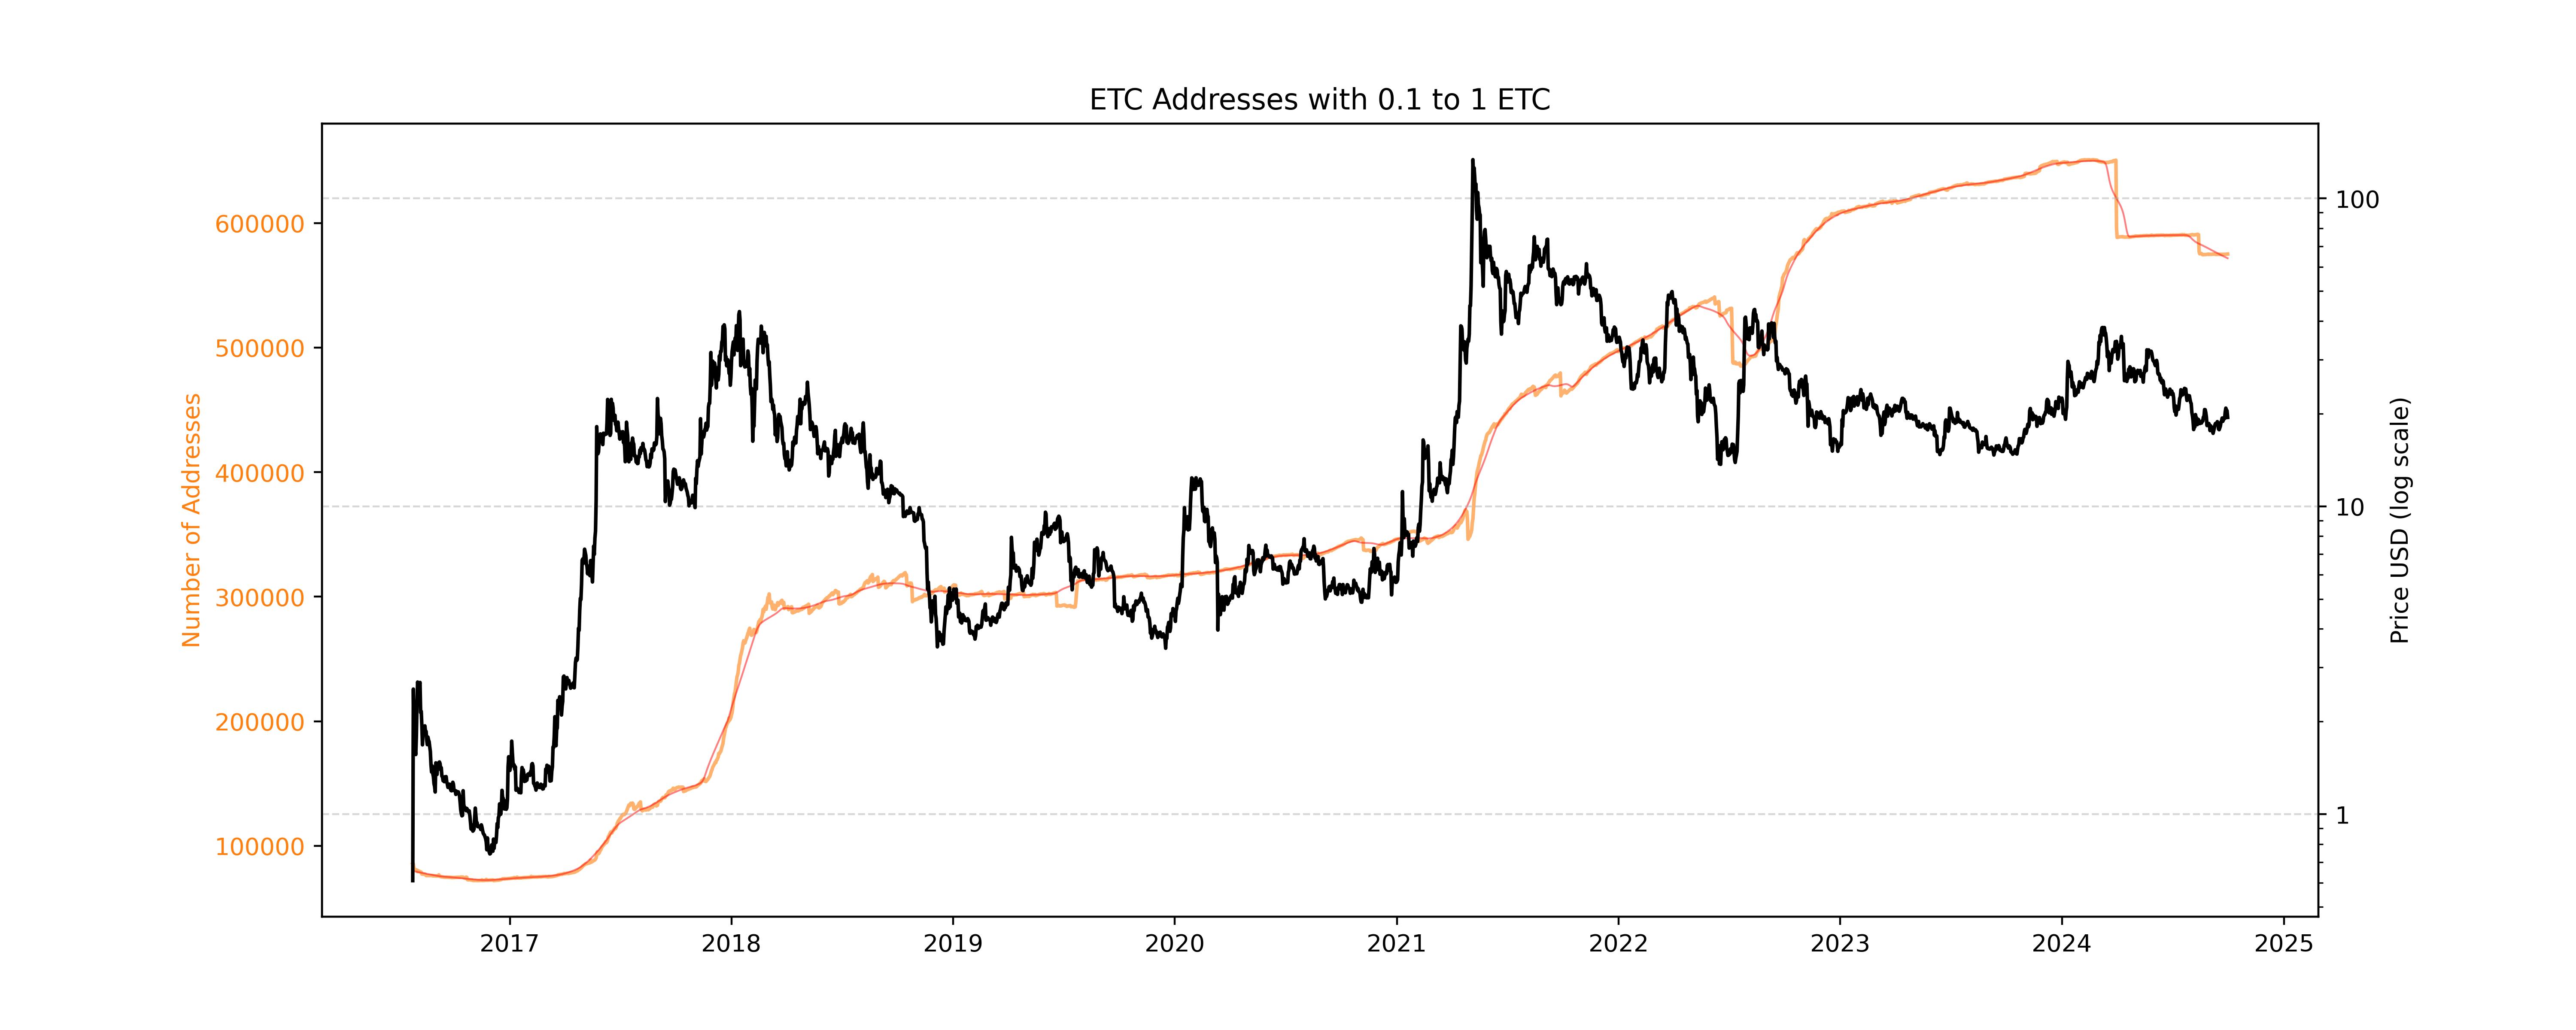 ETC Addresses with 0.1 to 1 ETC
Number of Addresses
600000
500000
400000
300000
200000
100000
100
10
1
Price USD (log scale)
2017 2018 2019 2020 2021 2022 2023 2024 2025